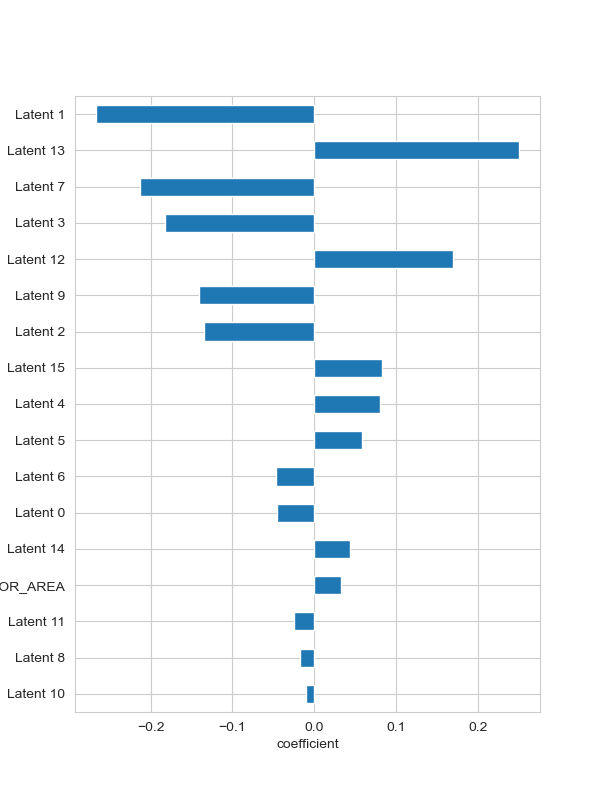 Latent 1
Latent 13
Latent 7
Latent 3
Latent 12
Latent 9
Latent 2
Latent 15
Latent 4
Latent 5
Latent 6
Latent 0
Latent 14
OR_AREA
Latent 11
Latent 8
Latent 10
−0.2 −0.1 0.0 0.1 0.2
coefficient